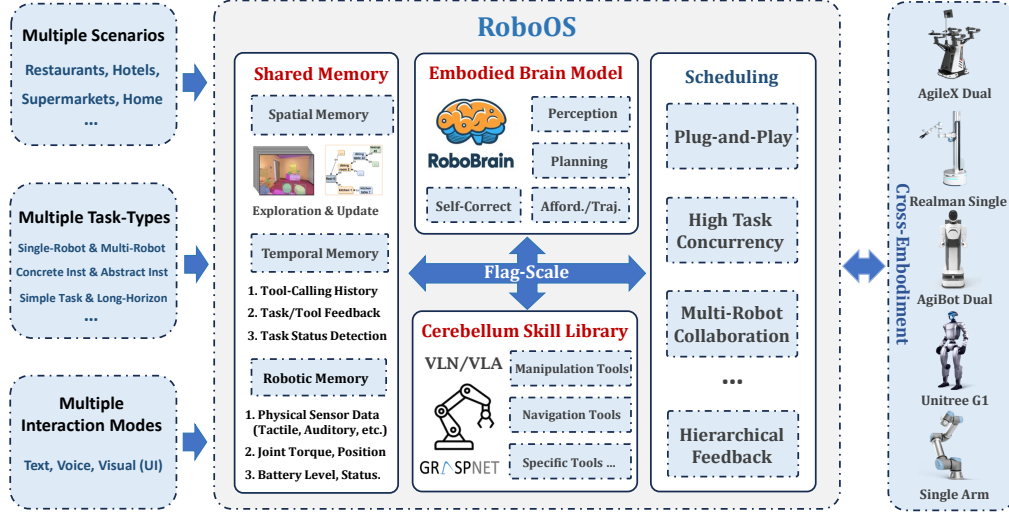 Multiple Scenarios
Restaurants, Hotels,
Supermarkets, Home
...
Multiple Task-Types
Single-Robot & Multi-Robot
Concrete Inst & Abstract Inst
Simple Task & Long-Horizon
...
Multiple
Interaction Modes
Text, Voice, Visual (UI)
RoboOS
Shared Memory
Spatial Memory
Exploration & Update
Temporal Memory
1. Tool-Calling History
2. Task/Tool Feedback
3. Task Status Detection
Robotic Memory
1. Physical Sensor Data
(Tactile, Auditory, etc.)
2. Joint Torque, Position
3. Battery Level, Status.
Embodied Brain Model
RoboBrain
Perception
Planning
Self-Correct
Afford./Traj.
Flag-Scale
Cerebellum Skill Library
VLN/VLA
GRASPNET
Manipulation Tools
Navigation Tools
Specific Tools ...
Scheduling
Plug-and-Play
High Task
Concurrency
Multi-Robot
Collaboration
...
Hierarchical
Feedback
Cross-Embodiment
AgileX Dual
Realman Single
AgiBot Dual
Unitree G1
Single Arm